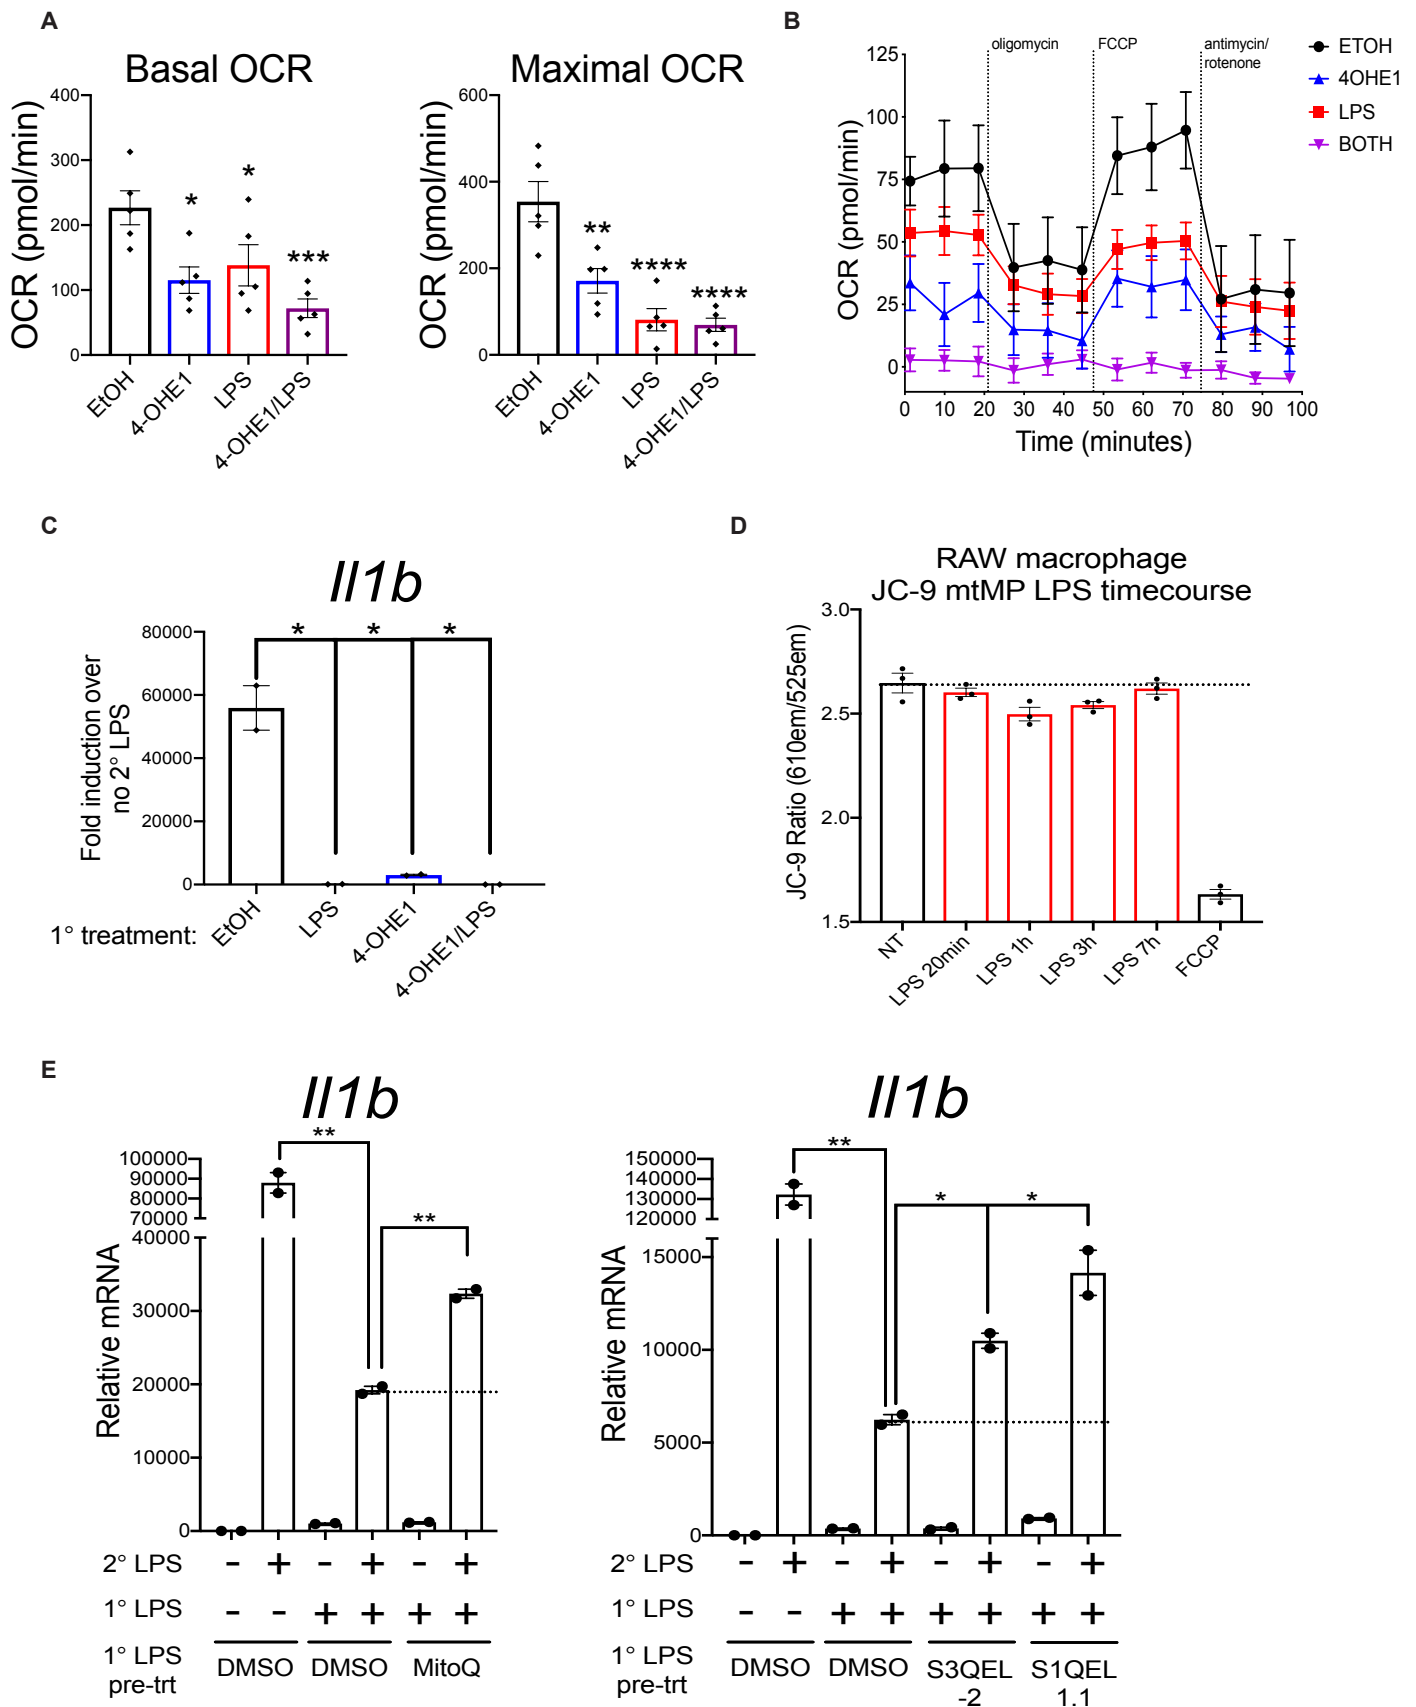 A
Basal OCR
OCR (pmol/min)
400
300
200
100
0
*
*
***
EtOH
4-OHE1
LPS
4-OHE1/LPS
Maximal OCR
OCR (pmol/min)
600
400
200
0
**
****
****
EtOH
4-OHE1
LPS
4-OHE1/LPS
B
OCR (pmol/min)
125
100
75
50
25
0
oligomycin
FCCP
antimycin/
rotenone
ETOH
4OHE1
LPS
BOTH
0 10 20 30 40 50 60 70 80 90 100
Time (minutes)
C
Il1b
Fold induction over
no 2° LPS
80000
60000
40000
20000
0
* * *
1° treatment:
EtOH
LPS
4-OHE1
4-OHE1/LPS
D
RAW macrophage
JC-9 mtMP LPS timecourse
JC-9 Ratio (610em/525em)
3.0
2.5
2.0
1.5
NT
LPS 20min
LPS 1h
LPS 3h
LPS 7h
FCCP
E
Il1b
Relative mRNA
100000
90000
80000
70000
40000
30000
20000
10000
0
**
**
2° LPS - + - + - +
1° LPS - - + + + +
1° LPS
pre-trt
DMSO DMSO MitoQ
Il1b
Relative mRNA
150000
140000
130000
120000
15000
10000
5000
0
**
* *
2° LPS - + - + - + - +
1° LPS - - + + + + + +
1° LPS
pre-trt
DMSO DMSO S3QEL S1QEL
-2 1.1